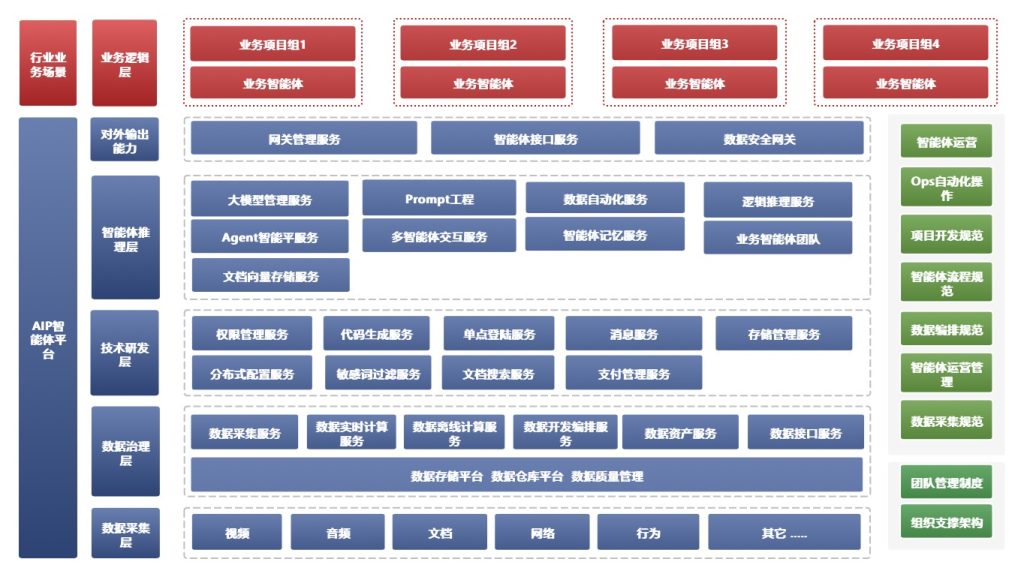 行业业
务场景
业务逻辑
层
业务项目组1
业务智能体
业务项目组2
业务智能体
业务项目组3
业务智能体
业务项目组4
业务智能体
AIP智
能体平
台
对外输出
能力
网关管理服务
智能体接口服务
数据安全网关
智能体推
理层
大模型管理服务
Prompt工程
数据自动化服务
逻辑推理服务
Agent智能平服务
多智能体交互服务
智能体记忆服务
业务智能体团队
文档向量存储服务
技术研发
层
权限管理服务
代码生成服务
单点登陆服务
消息服务
存储管理服务
分布式配置服务
敏感词过滤服务
文档搜索服务
支付管理服务
数据治理
层
数据采集服务
数据实时计算
服务
数据离线计算服
务
数据开发编排服
务
数据资产服务
数据接口服务
数据存储平台 数据仓库平台 数据质量管理
数据采集
层
视频
音频
文档
网络
行为
其它 .....
智能体运营
Ops自动化操
作
项目开发规范
智能体流程规
范
数据编排规范
智能体运营管
理
数据采集规范
团队管理制度
组织支撑架构